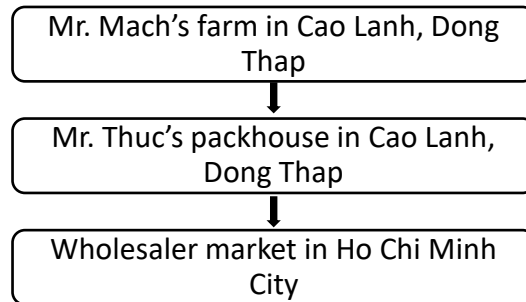 Mr. Mach’s farm in Cao Lanh, Dong
Thap
Mr. Thuc’s packhouse in Cao Lanh,
Dong Thap
Wholesaler market in Ho Chi Minh
City